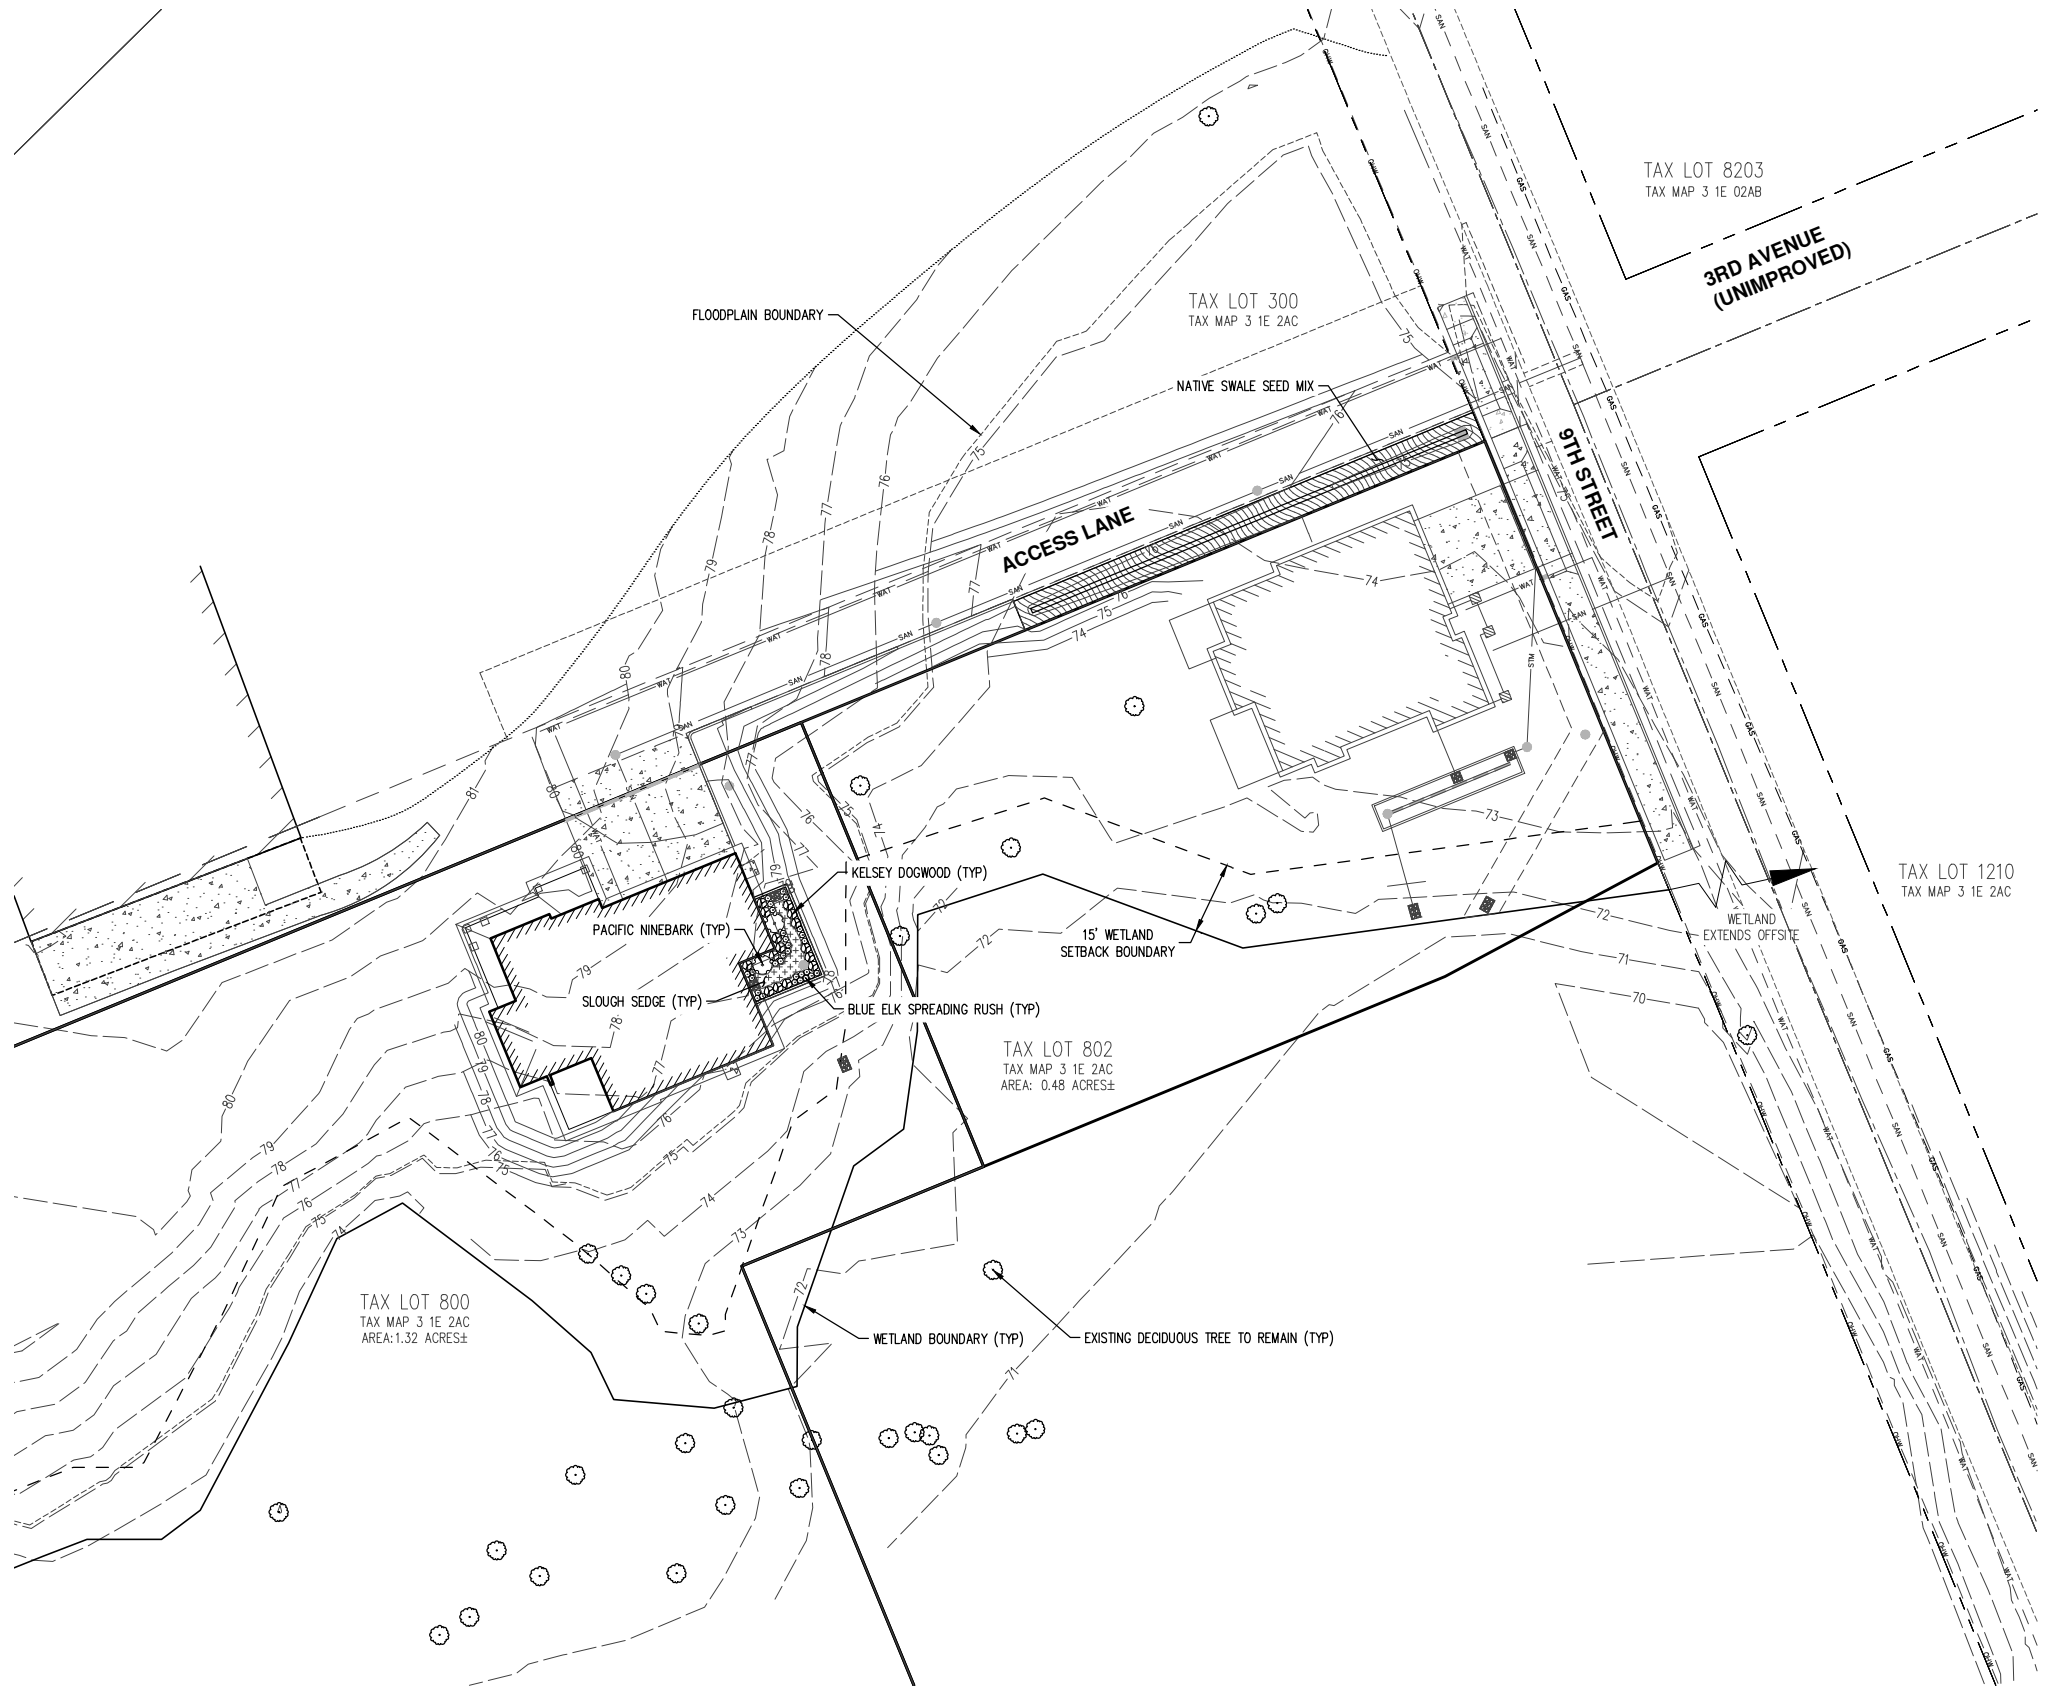 TAX LOT 8203
TAX MAP 3 1E 02AB
3RD AVENUE
(UNIMPROVED)
TAX LOT 300
TAX MAP 3 1E 2AC
FLOODPLAIN BOUNDARY
NATIVE SWALE SEED MIX
9TH STREET
ACCESS LANE
KELSEY DOGWOOD (TYP)
TAX LOT 1210
TAX MAP 3 1E 2AC
PACIFIC NINEBARK (TYP)
15' WETLAND
SETBACK BOUNDARY
WETLAND
EXTENDS OFFSITE
SLOUGH SEDGE (TYP)
BLUE ELK SPREADING RUSH (TYP)
TAX LOT 802
TAX MAP 3 1E 2AC
AREA: 0.48 ACRES±
TAX LOT 800
TAX MAP 3 1E 2AC
AREA:1.32 ACRES±
WETLAND BOUNDARY (TYP)
EXISTING DECIDUOUS TREE TO REMAIN (TYP)
OHW
SAN
GAS
WAT
STM
75
76
77
78
79
80
81
74
73
72
71
70